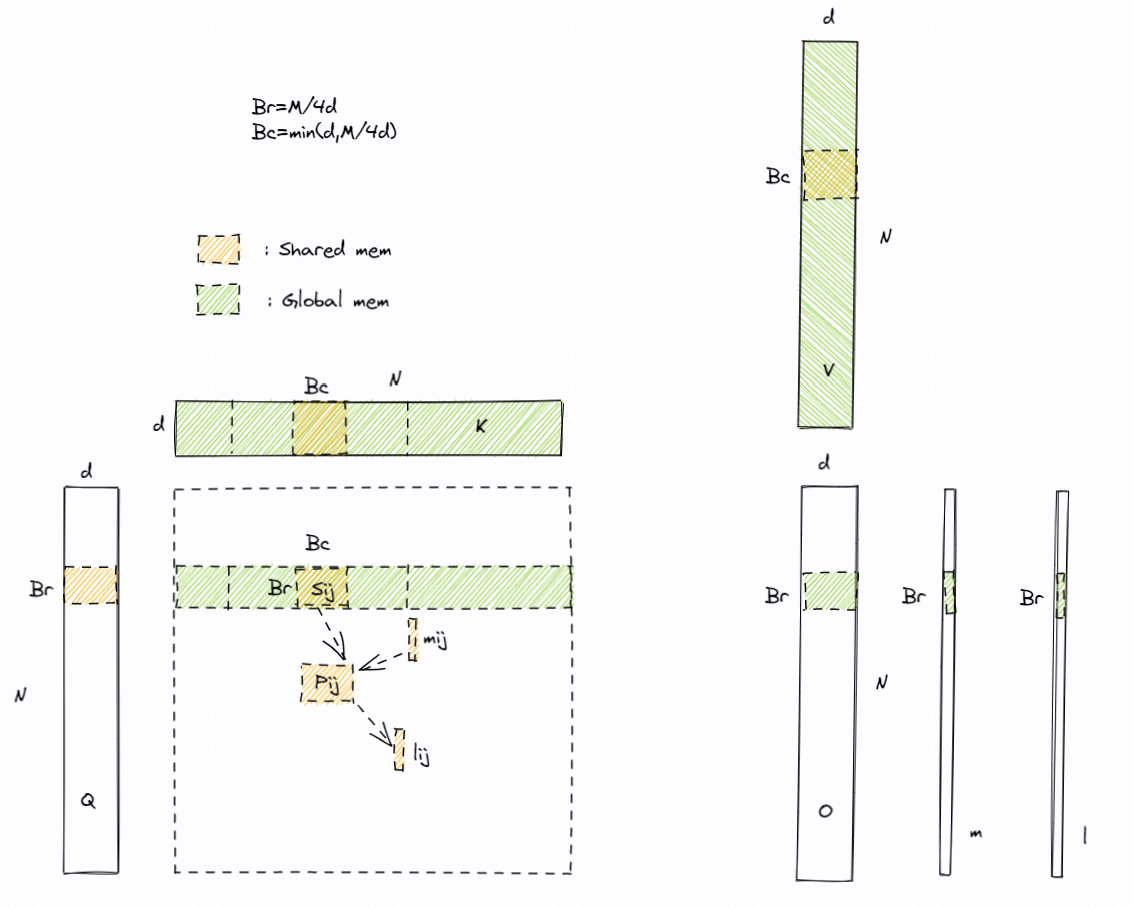 d
Br=M/4d
Bc=min(d,M/4d)
Bc
N
: Shared mem
: Global mem
V
Bc
N
d
K
d
d
Bc
Br
Br
Sij
mij
Pij
lij
N
Q
Br
Br
Br
N
O
m
l